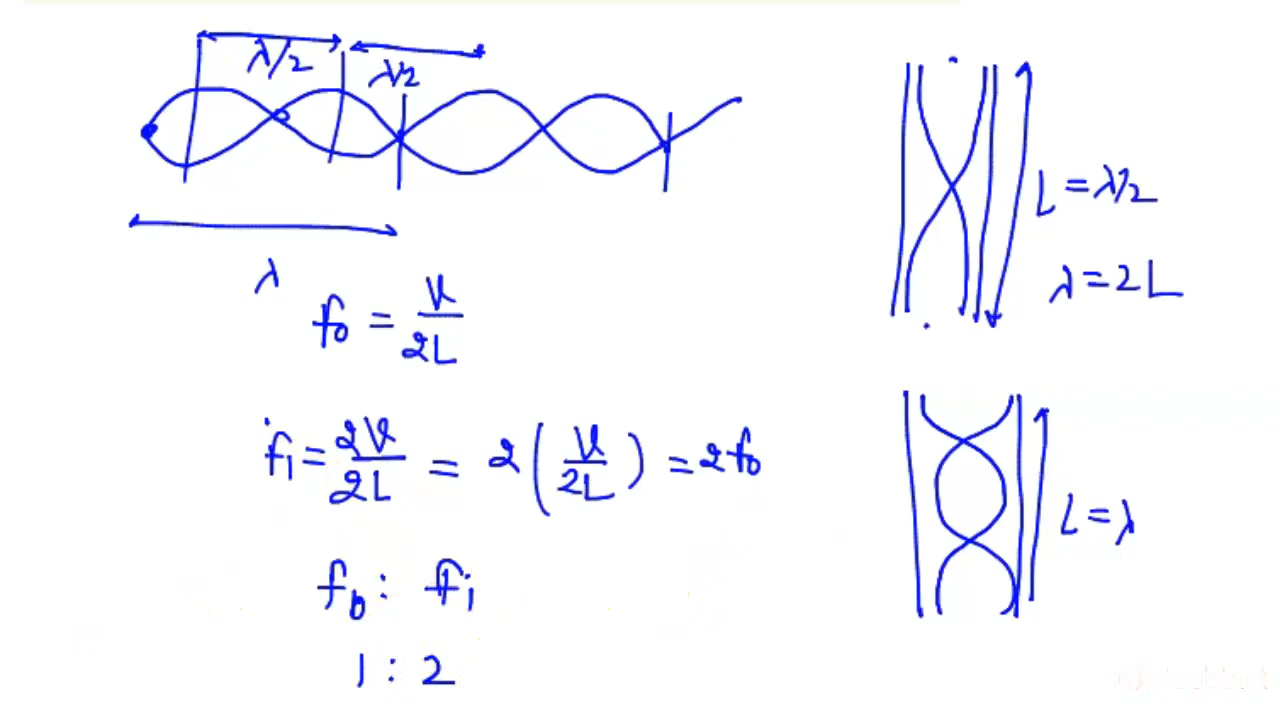 λ/2
λ/2
L = λ/2
λ
λ = 2L
f₀ = v/2L
f₁ = 2v/2L = 2(v/2L) = 2f₀
L = λ
f₀ : f₁
1 : 2